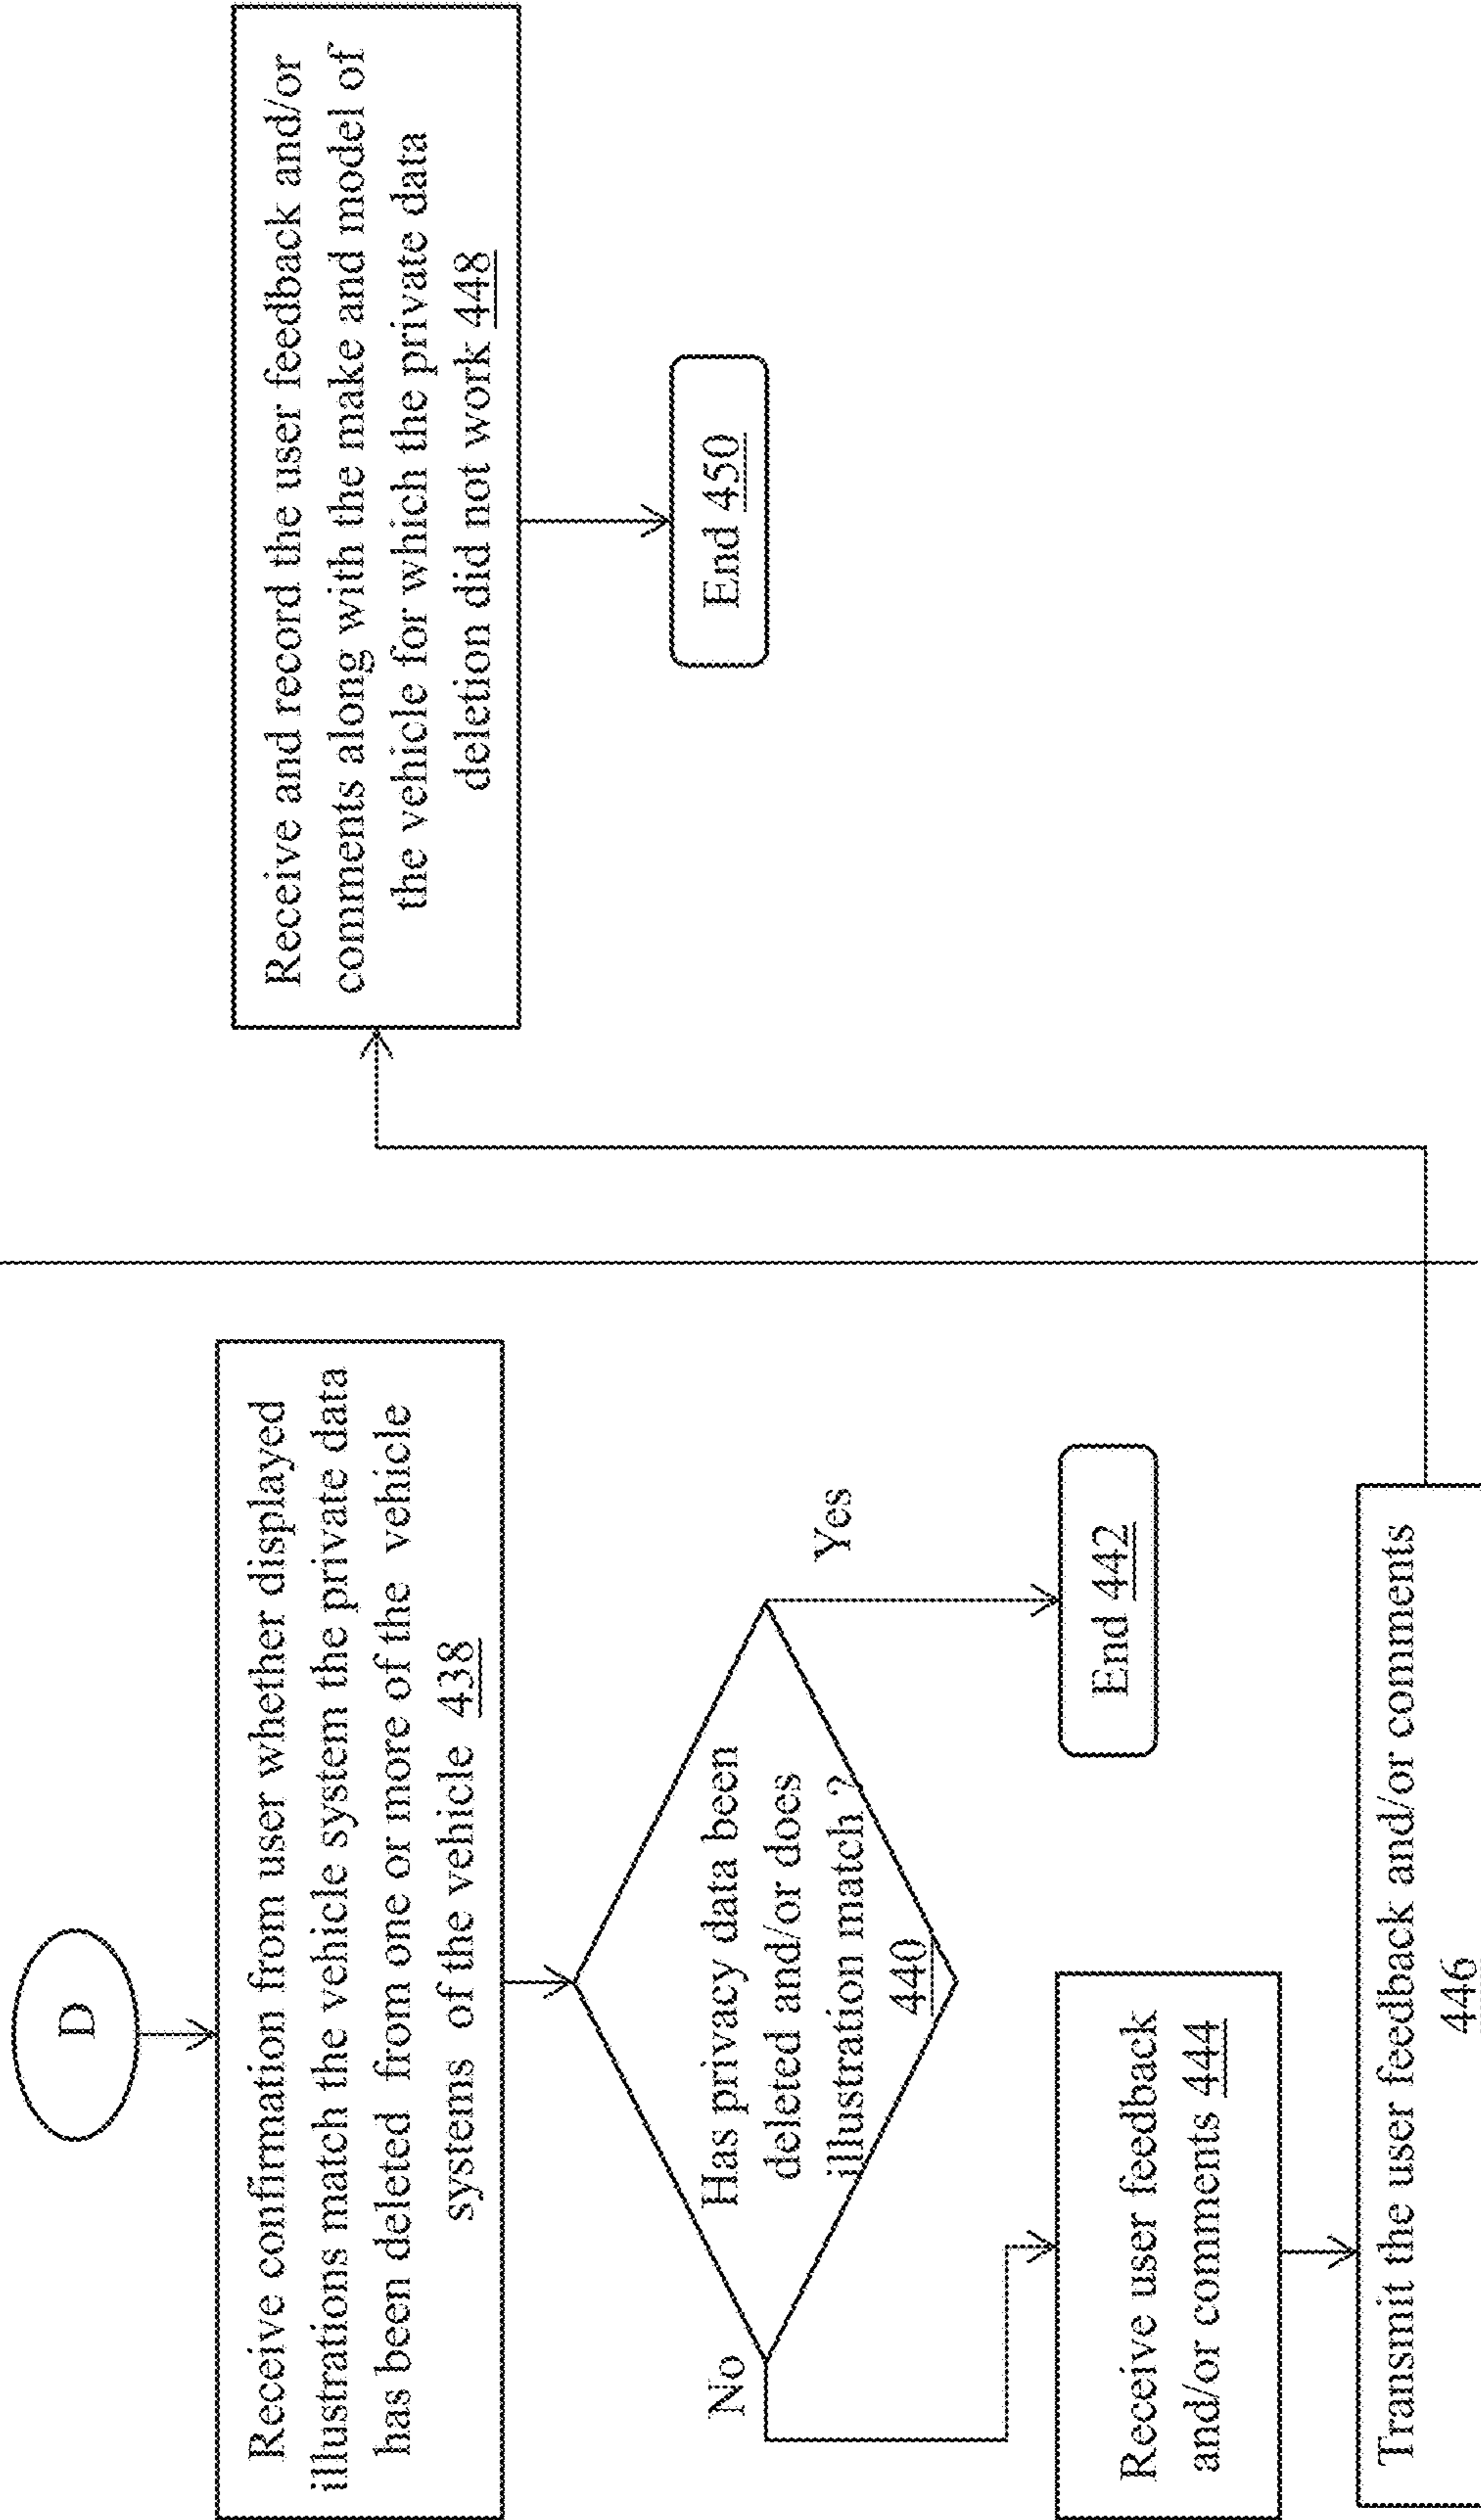 D
Receive confirmation from user whether displayed
illustrations match the vehicle system the private data
has been deleted from one or more of the vehicle
systems of the vehicle 438
Has privacy data been
deleted and/or does
illustration match ?
440
Yes
No
End 442
Receive user feedback
and/or comments 444
Transmit the user feedback and/or comments
446
Receive and record the user feedback and/or
comments along with the make and model of
the vehicle for which the private data
deletion did not work 448
End 450